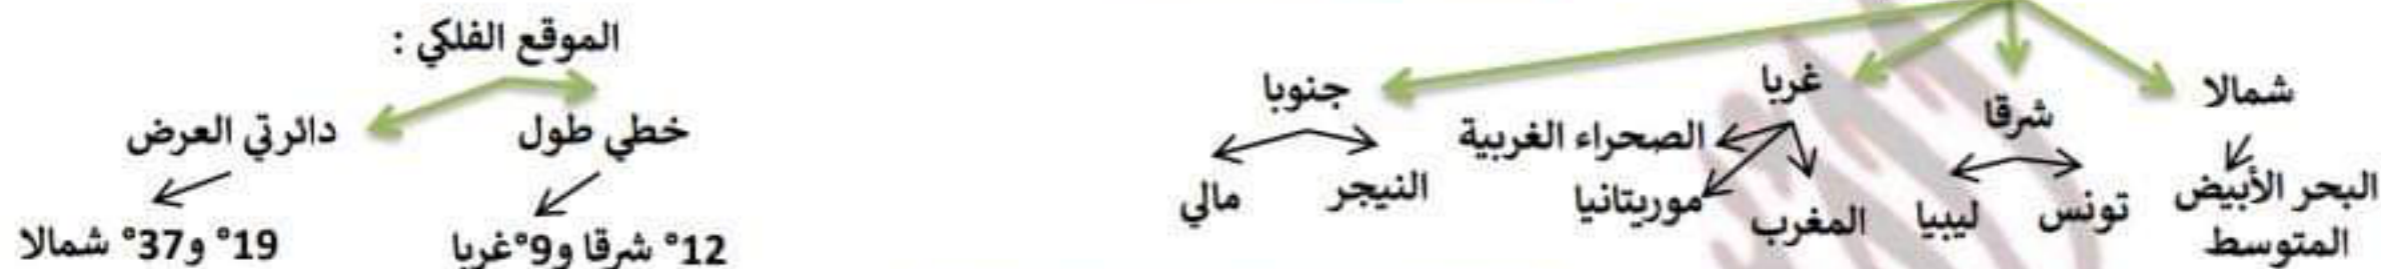 شمالا
شرقا
غربا
جنوبا
البحر الأبيض
المتوسط
تونس
ليبيا
المغرب
موريتانيا
الصحراء الغربية
النيجر
مالي
الموقع الفلكي :
خطي طول
دائرتي العرض
12° شرقا و9°غربا
19° و37° شمالا